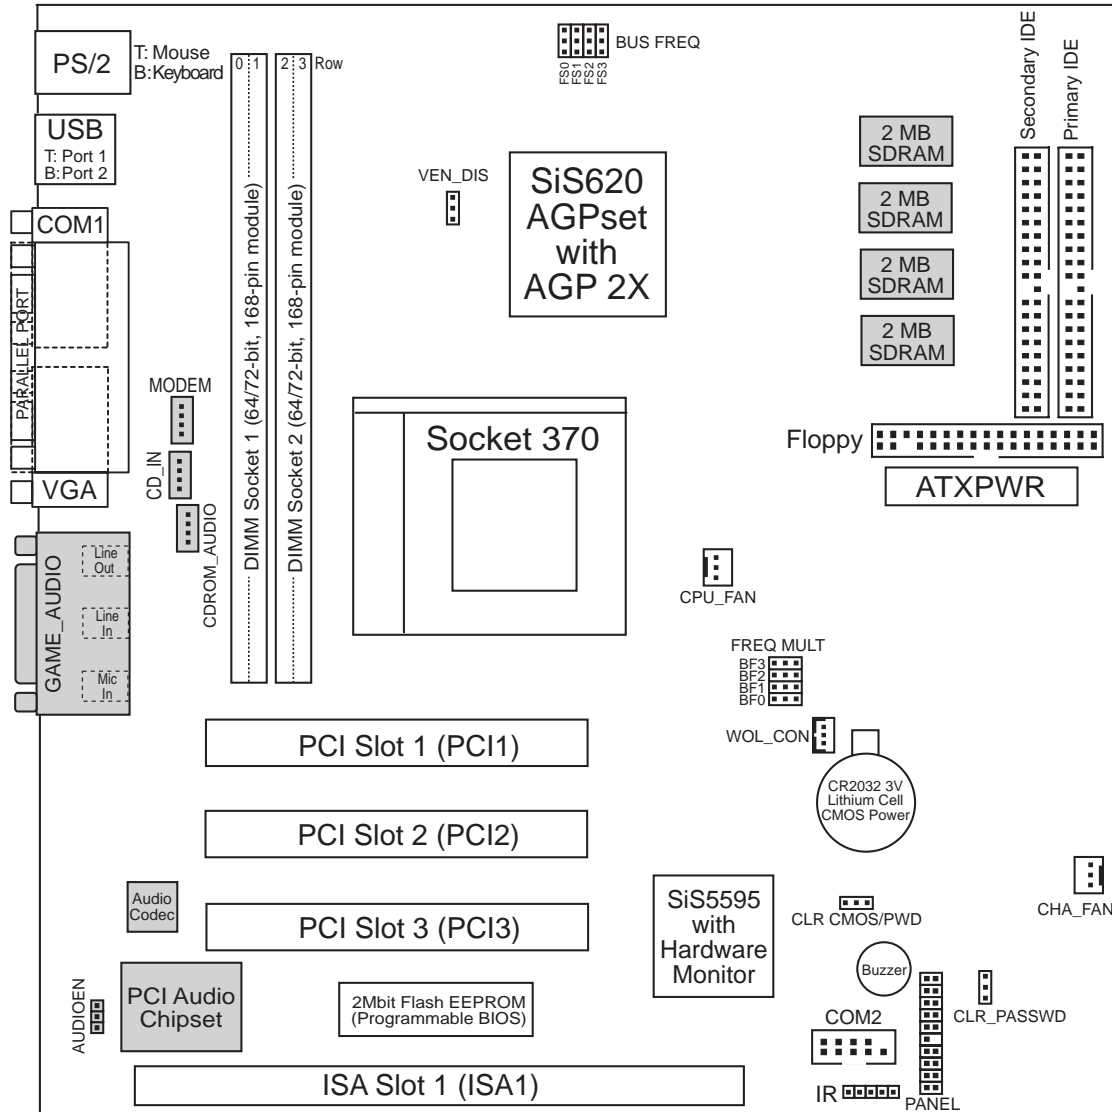 PS/2
T: Mouse
B:Keyboard
0 1
2 3 Row
BUS FREQ
FS0
FS1
FS2
FS3
Secondary IDE
Primary IDE
USB
T: Port 1
B: Port 2
VEN_DIS
SiS620
AGPset
with
AGP 2X
2 MB
SDRAM
2 MB
SDRAM
2 MB
SDRAM
2 MB
SDRAM
COM1
PARALLEL PORT
DIMM Socket 1 (64/72-bit, 168-pin module)
DIMM Socket 2 (64/72-bit, 168-pin module)
MODEM
CD_IN
CDROM_AUDIO
VGA
Socket 370
Floppy
ATXPWR
GAME_AUDIO
Line
Out
Line
In
Mic
In
CPU_FAN
FREQ MULT
BF3
BF2
BF1
BF0
WOL_CON
CR2032 3V
Lithium Cell
CMOS Power
PCI Slot 1 (PCI1)
PCI Slot 2 (PCI2)
PCI Slot 3 (PCI3)
Audio
Codec
SiS5595
with
Hardware
Monitor
CLR CMOS/PWD
CHA_FAN
Buzzer
CLR_PASSWD
AUDIOEN
PCI Audio
Chipset
2Mbit Flash EEPROM
(Programmable BIOS)
COM2
ISA Slot 1 (ISA1)
IR
PANEL